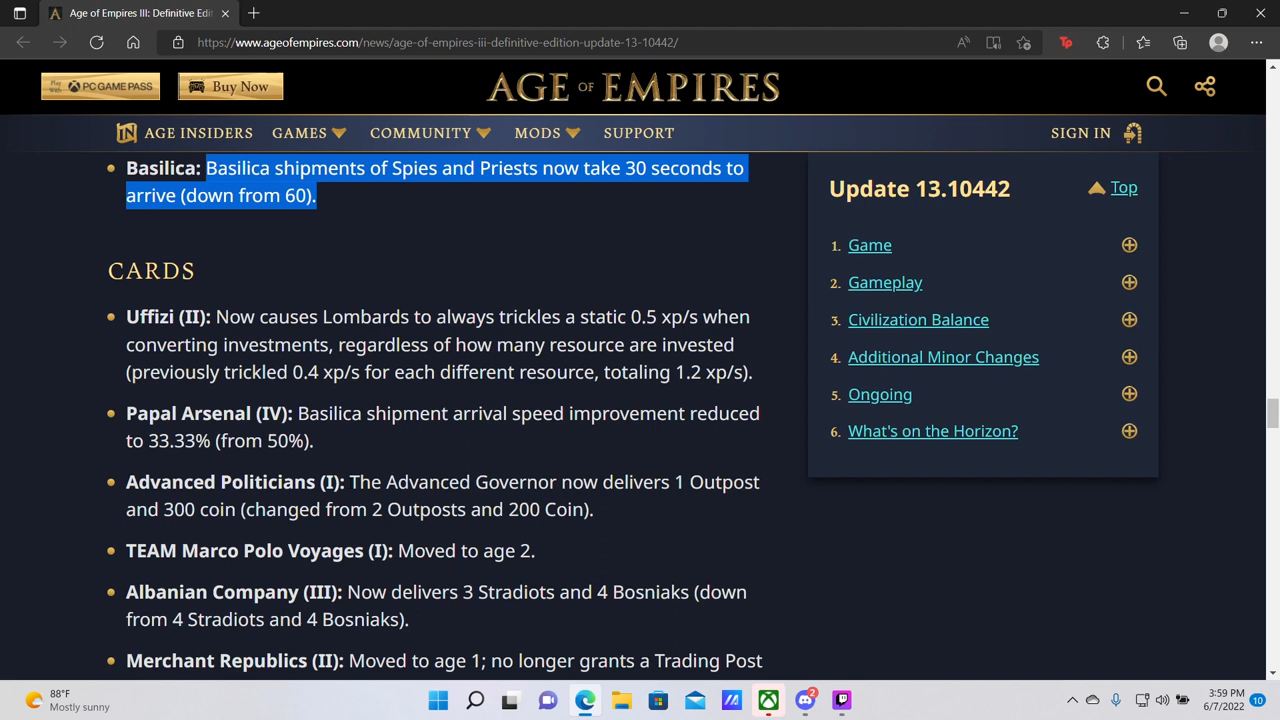 Age of Empires III: Definitive Edit
https://www.ageofempires.com/news/age-of-empires-iii-definitive-edition-update-13-10442/
PC GAME PASS
Buy Now
AGE OF EMPIRES
AGE INSIDERS
GAMES
COMMUNITY
MODS
SUPPORT
SIGN IN
Basilica: Basilica shipments of Spies and Priests now take 30 seconds to
arrive (down from 60).
CARDS
Uffizi (II): Now causes Lombards to always trickles a static 0.5 xp/s when
converting investments, regardless of how many resource are invested
(previously trickled 0.4 xp/s for each different resource, totaling 1.2 xp/s).
Papal Arsenal (IV): Basilica shipment arrival speed improvement reduced
to 33.33% (from 50%).
Advanced Politicians (I): The Advanced Governor now delivers 1 Outpost
and 300 coin (changed from 2 Outposts and 200 Coin).
TEAM Marco Polo Voyages (I): Moved to age 2.
Albanian Company (III): Now delivers 3 Stradiots and 4 Bosniaks (down
from 4 Stradiots and 4 Bosniaks).
Merchant Republics (II): Moved to age 1; no longer grants a Trading Post
Update 13.10442
Top
1. Game
2. Gameplay
3. Civilization Balance
4. Additional Minor Changes
5. Ongoing
6. What's on the Horizon?
88°F
Mostly sunny
2
3:59 PM
6/7/2022
10